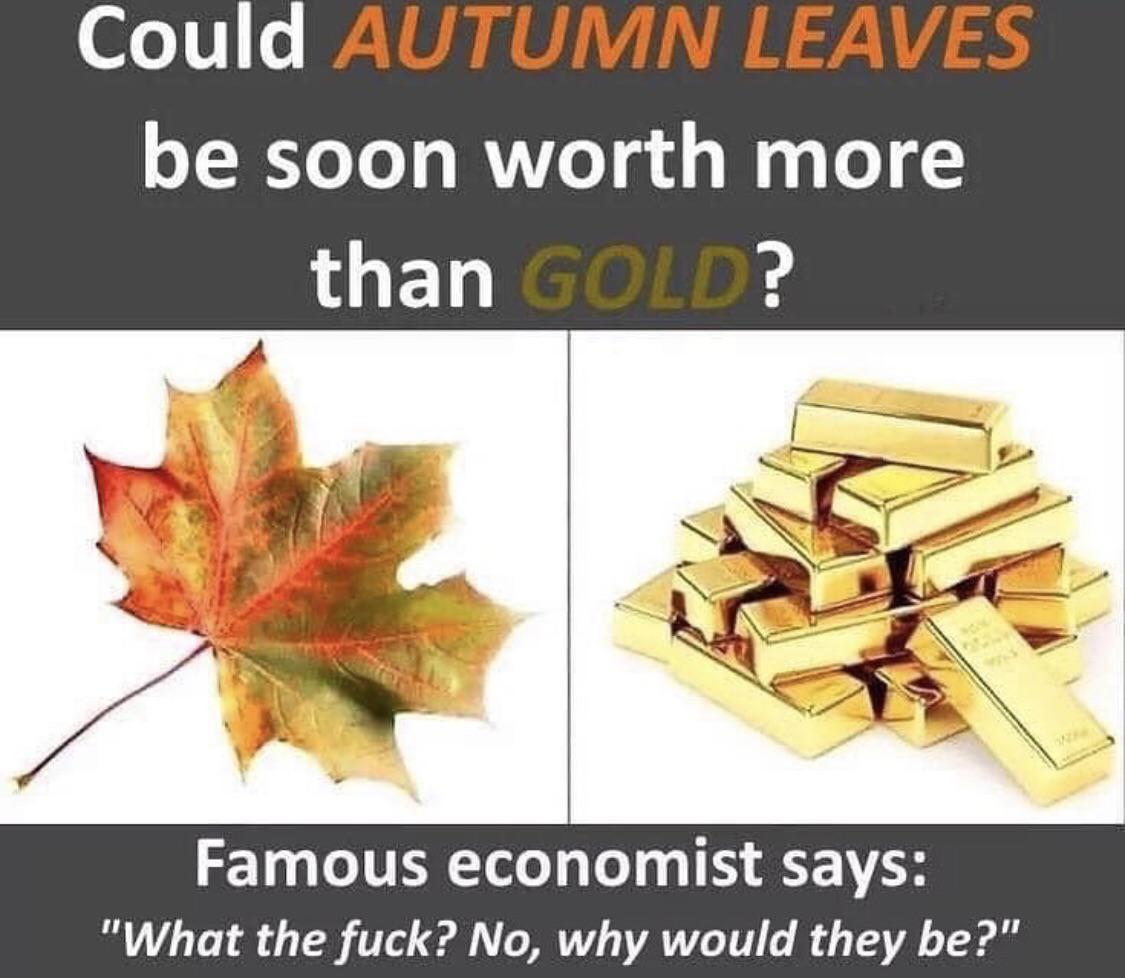 Could AUTUMN LEAVES
be soon worth more
than GOLD?
Famous economist says:
"What the fuck? No, why would they be?"